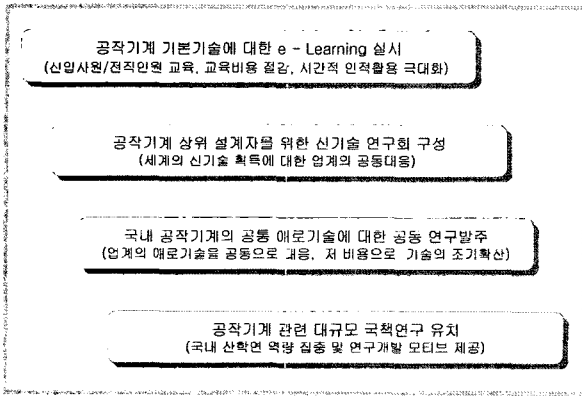 공작기계 기본기술에 대한 e - Learning 실시
(신입사원/전직인원 교육, 교육비용 절감, 시간적 인적활용 극대화)
공작기계 상위 설계자를 위한 신기술 연구회 구성
(세계의 신기술 획득에 대한 업계의 공동대응)
국내 공작기계의 공통 애로기술에 대한 공동 연구발주
(업계의 애로기술을 공동으로 대응, 저 비용으로 기술의 조기확산)
공작기계 관련 대규모 국책연구 유치
(국내 산학연 역량 집중 및 연구개발 모티브 제공)